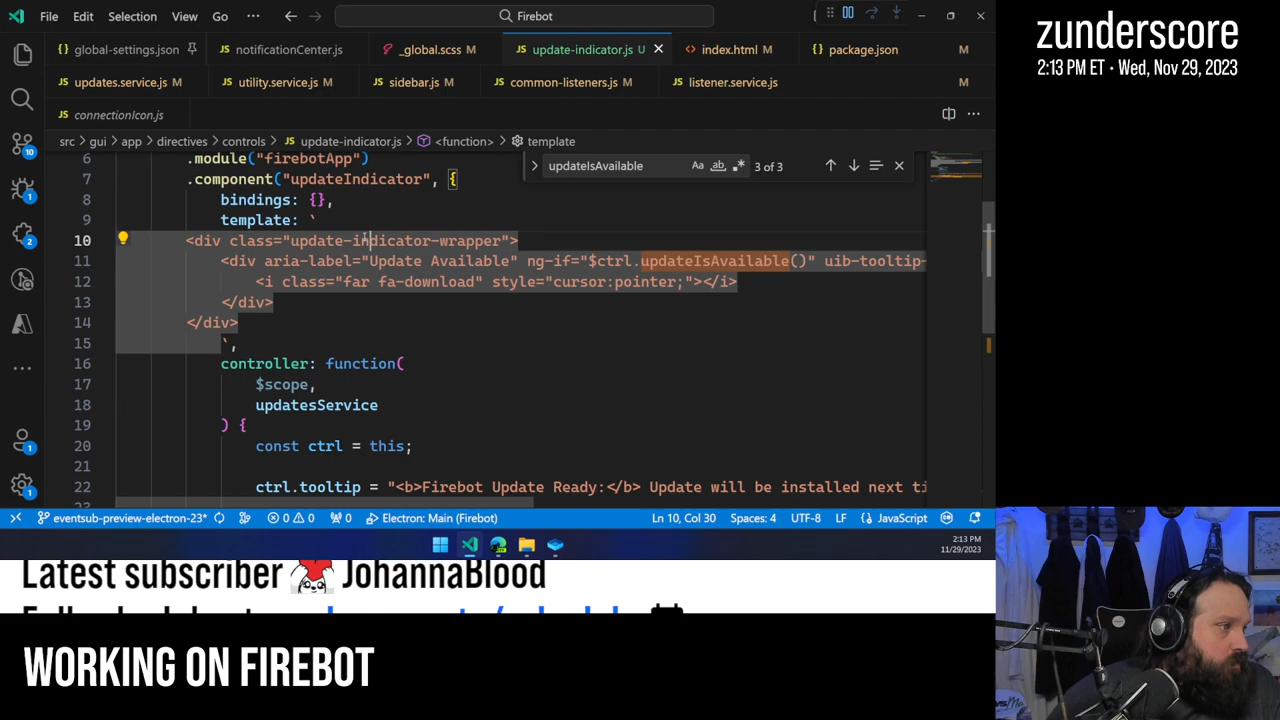 File Edit Selection View Go ··· Firebot
zunderscore
2:13 PM ET • Wed, Nov 29, 2023
global-settings.json notificationCenter.js _global.scss M update-indicator.js U index.html M package.json M
updates.service.js M utility.service.js M sidebar.js M common-listeners.js M listener.service.js M
connectionIcon.js
src > gui > app > directives > controls > update-indicator.js > <function> > template
updateIsAvailable Aa ab 3 of 3
6 .module("firebotApp")
7 .component("updateIndicator", {
8 bindings: {},
9 template: `
10 <div class="update-indicator-wrapper">
11 <div aria-label="Update Available" ng-if="$ctrl.updateIsAvailable()" uib-tooltip-
12 <i class="far fa-download" style="cursor:pointer;"></i>
13 </div>
14 </div>
15 `,
16 controller: function(
17 $scope,
18 updatesService
19 ) {
20 const ctrl = this;
21
22 ctrl.tooltip = "<b>Firebot Update Ready:</b> Update will be installed next ti
10
1
1
eventsub-preview-electron-23* 0 0 0 Electron: Main (Firebot) Ln 10, Col 30 Spaces: 4 UTF-8 LF JavaScript
2:13 PM
11/29/2023
Latest subscriber JohannaBlood
WORKING ON FIREBOT